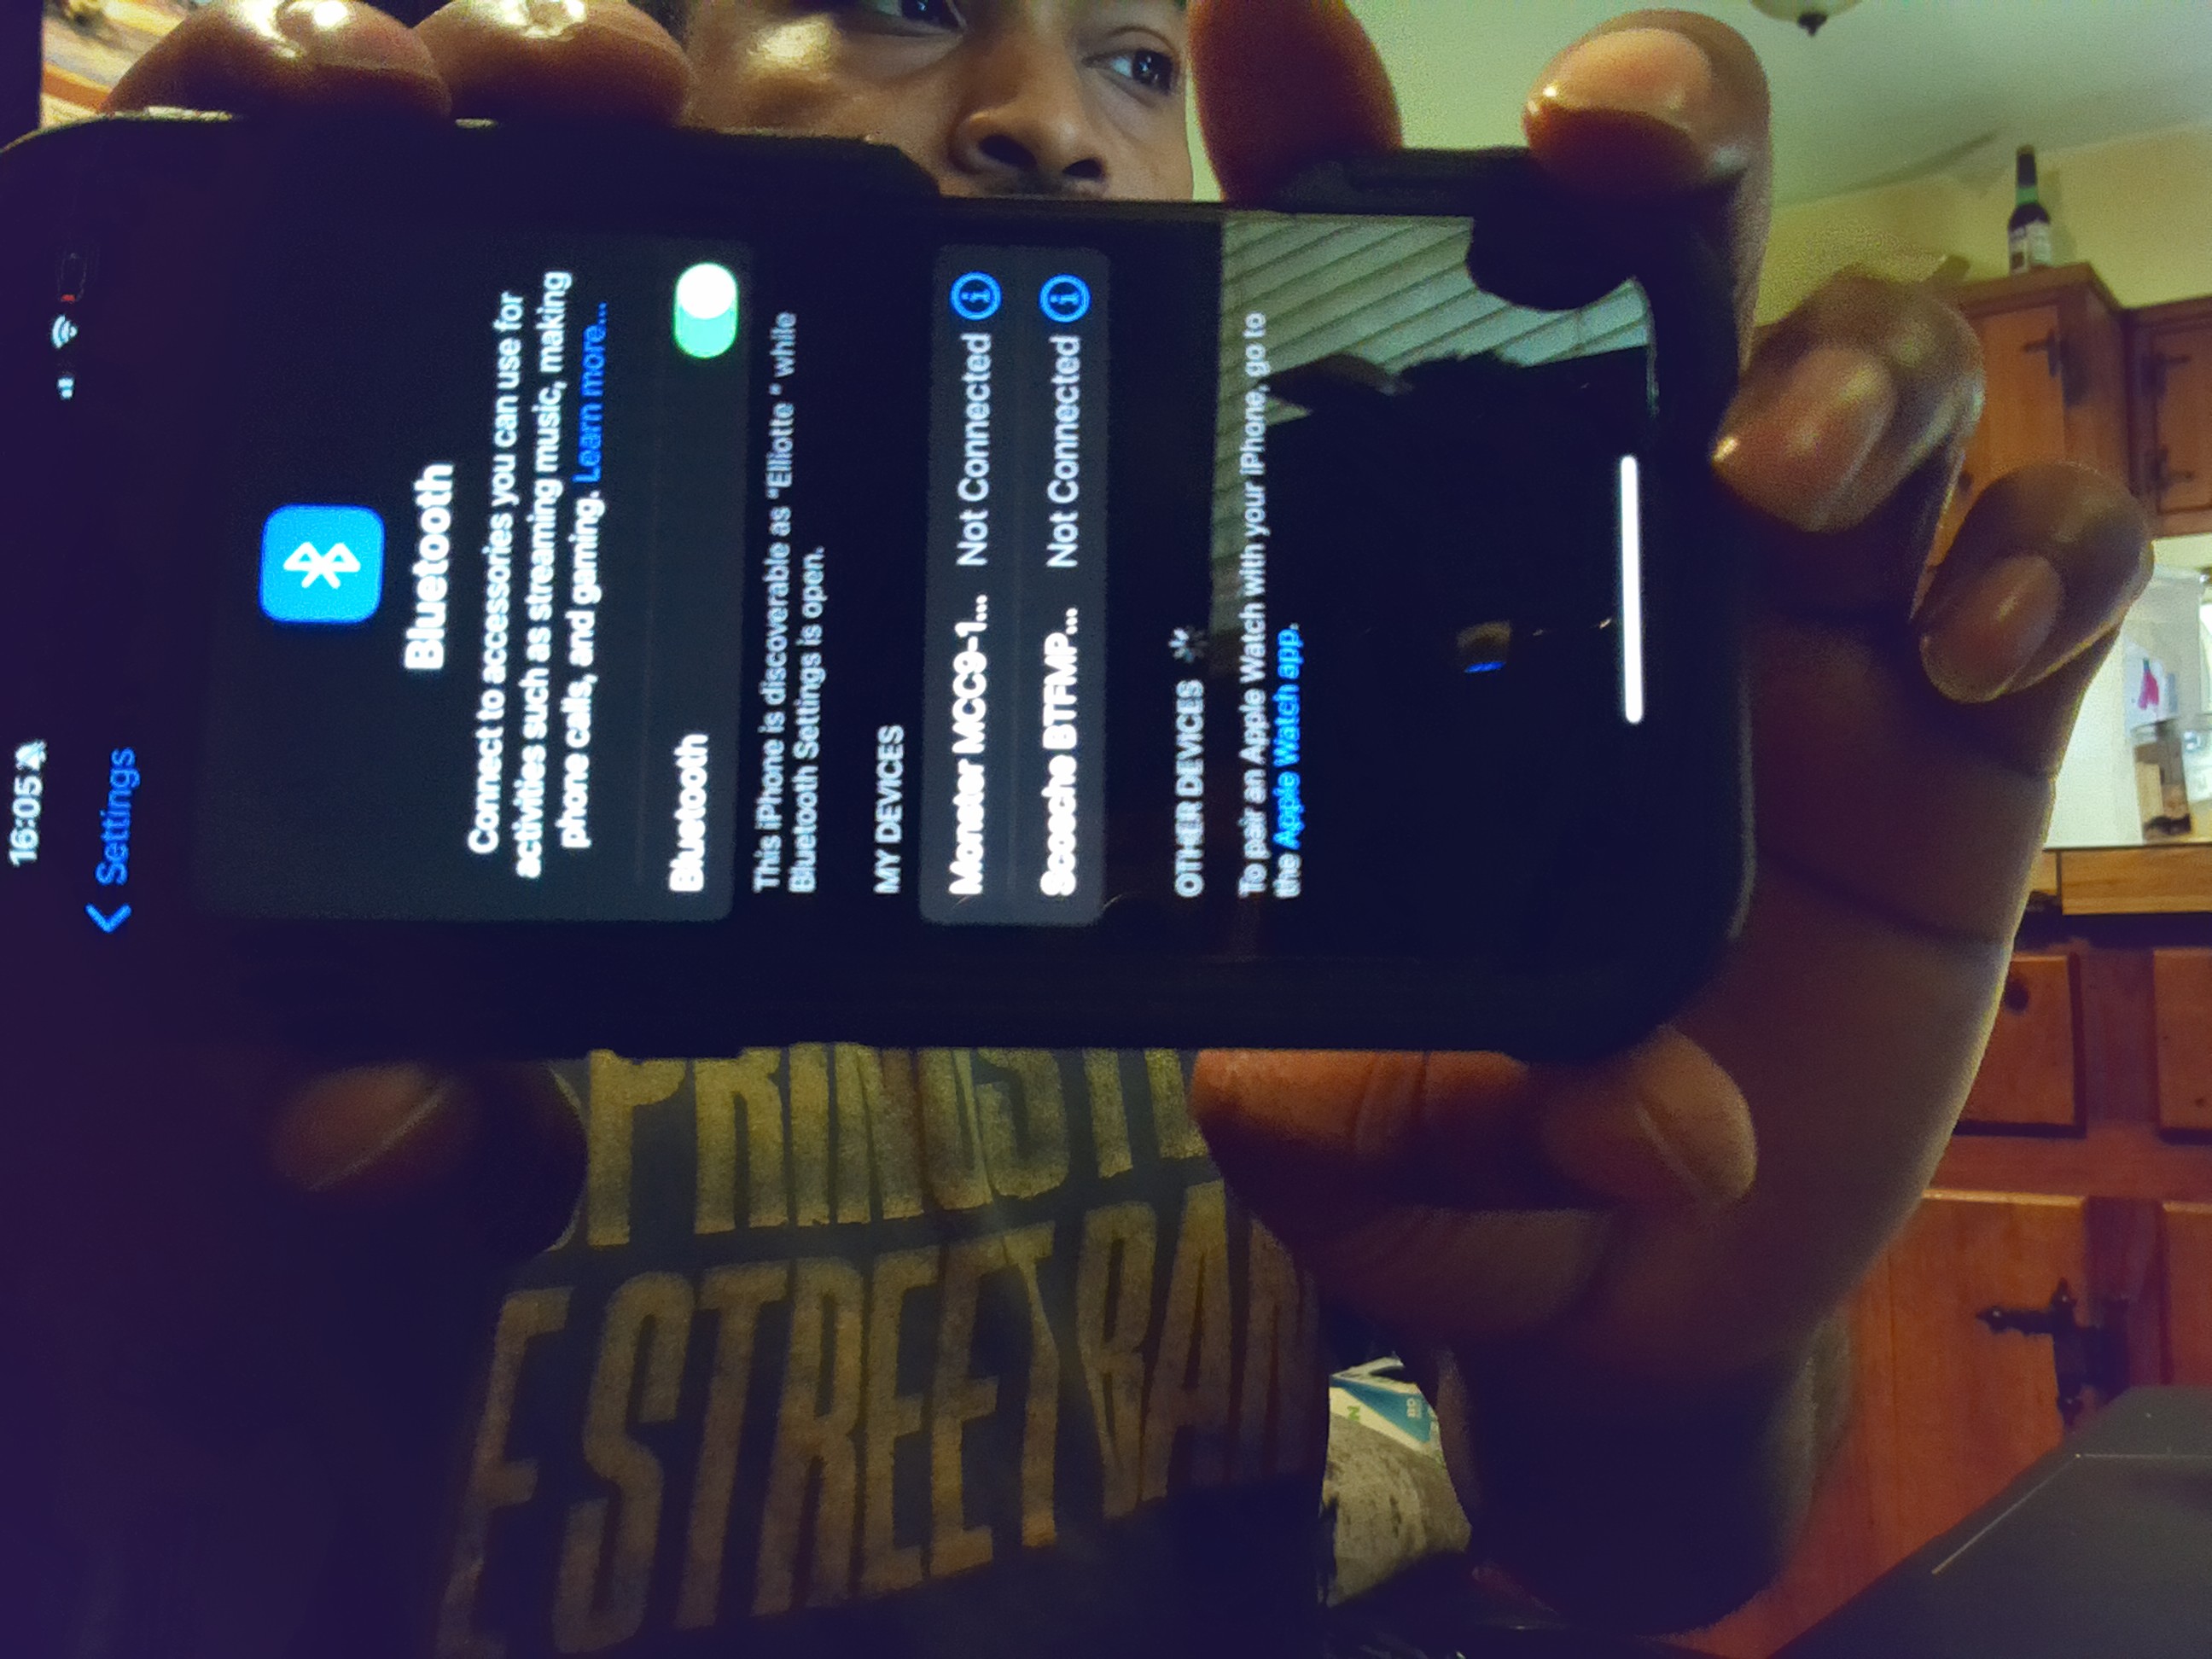 16:05
Settings
Bluetooth
Connect to accessories you can use for
activities such as streaming music, making
phone calls, and gaming. Learn more...
Bluetooth
This iPhone is discoverable as "Elliotte " while
Bluetooth Settings is open.
MY DEVICES
Monster MCC9-1... Not Connected
Scosche BTFMP... Not Connected
OTHER DEVICES
To pair an Apple Watch with your iPhone, go to
the Apple Watch app.
E STREET BAN